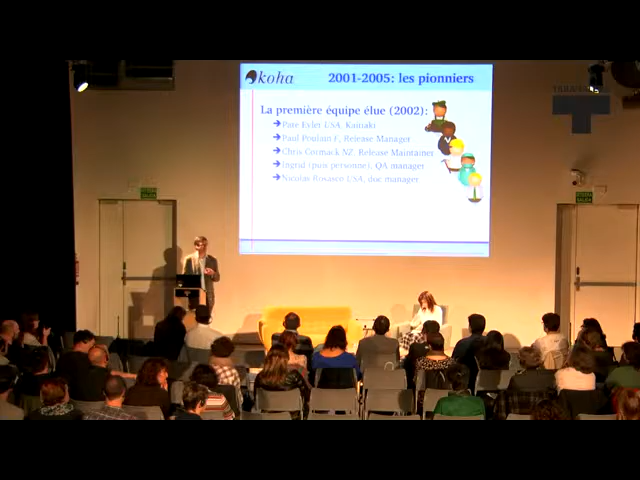 koha
2001-2005: les pionniers
La première équipe élue (2002):
➔Pate Eyler USA, Kaitiaki
➔Paul Poulain F, Release Manager
➔Chris Cormack NZ, Release Maintainer
➔Ingrid (puis personne), QA manager
➔Nicolas Rosasco USA, doc manager